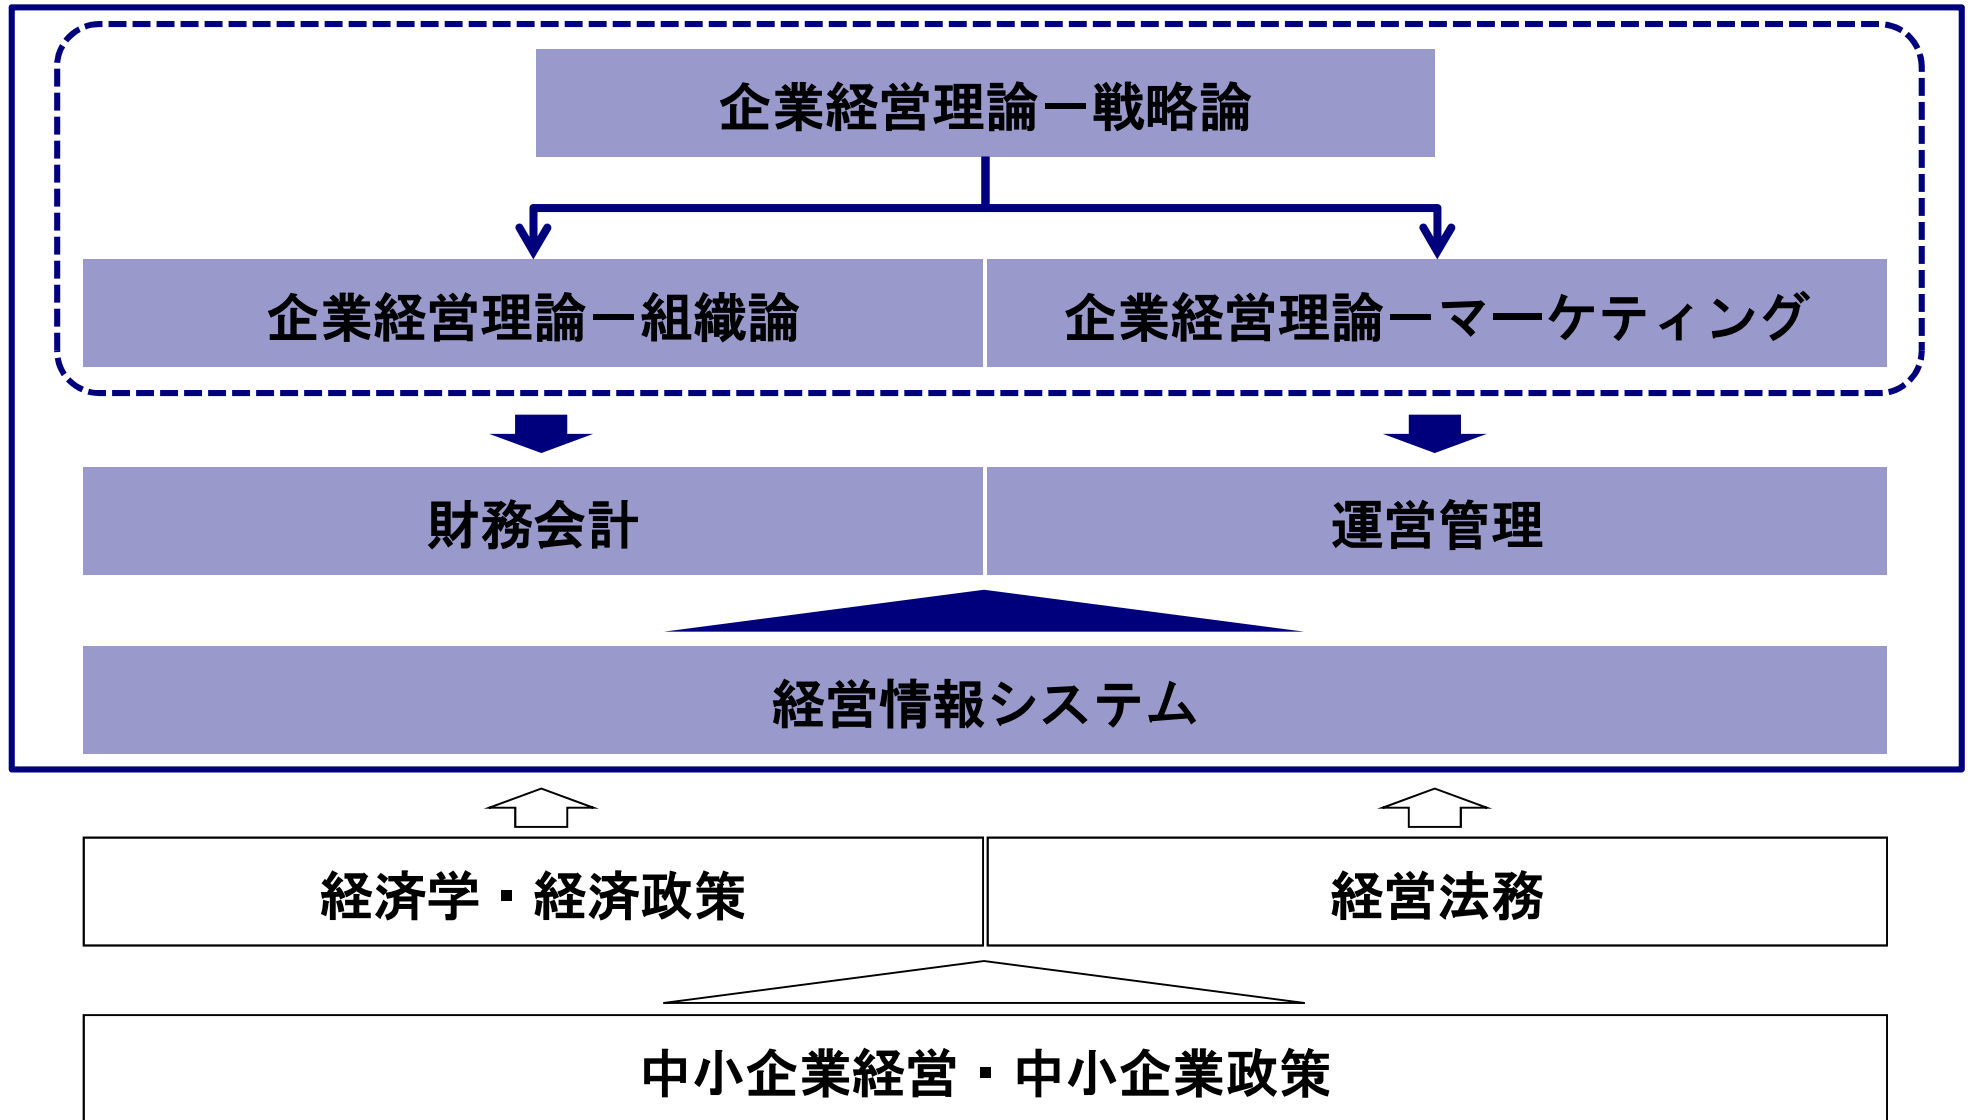 企業経営理論－戦略論
企業経営理論－組織論
企業経営理論－マーケティング
財務会計
運営管理
経営情報システム
経済学・経済政策
経営法務
中小企業経営・中小企業政策